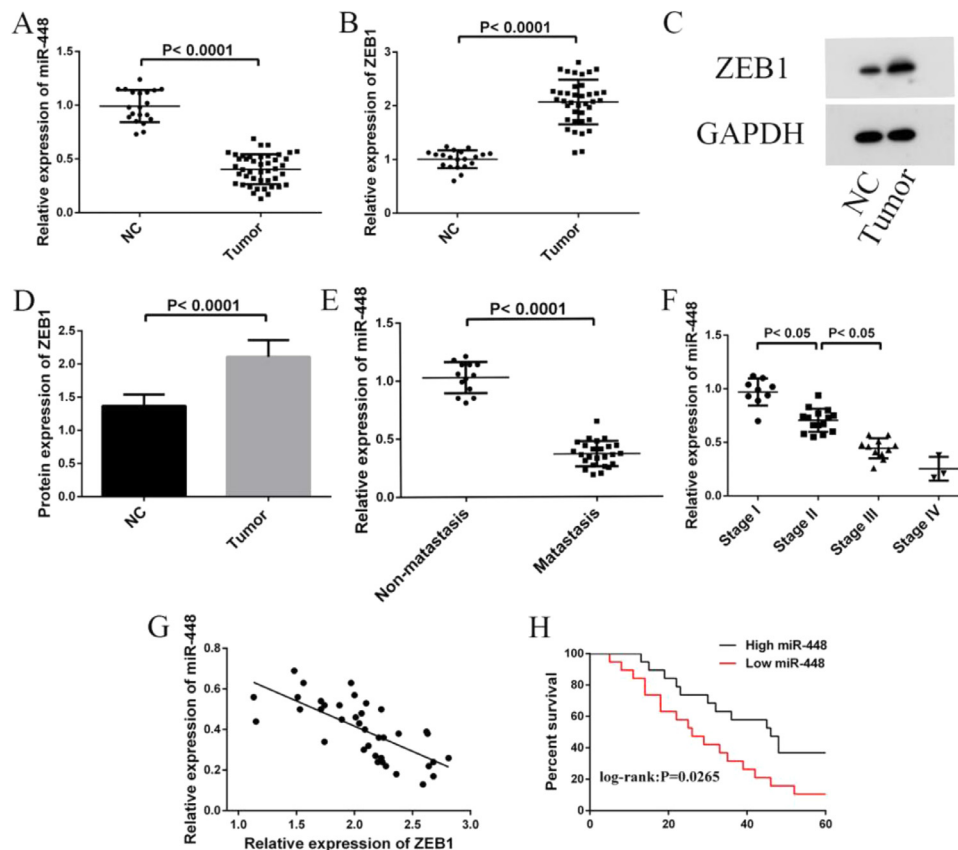 A
Relative expression of miR-448
1.5
1.0
0.5
0.0
P< 0.0001
NC
Tumor
B
Relative expression of ZEB1
3
2
1
0
P< 0.0001
NC
Tumor
C
ZEB1
GAPDH
NC
Tumor
D
Protein expression of ZEB1
2.5
2.0
1.5
1.0
0.5
0.0
P< 0.0001
NC
Tumor
E
Relative expression of miR-448
1.5
1.0
0.5
0.0
P< 0.0001
Non-matastasis
Matastasis
F
Relative expression of miR-448
1.5
1.0
0.5
0.0
P< 0.05
P< 0.05
Stage I
Stage II
Stage III
Stage IV
G
Relative expression of miR-448
0.8
0.6
0.4
0.2
0.0
1.0
1.5
2.0
2.5
3.0
Relative expression of ZEB1
H
High miR-448
Low miR-448
Percent survival
100
80
60
40
20
0
log-rank:P=0.0265
0
20
40
60